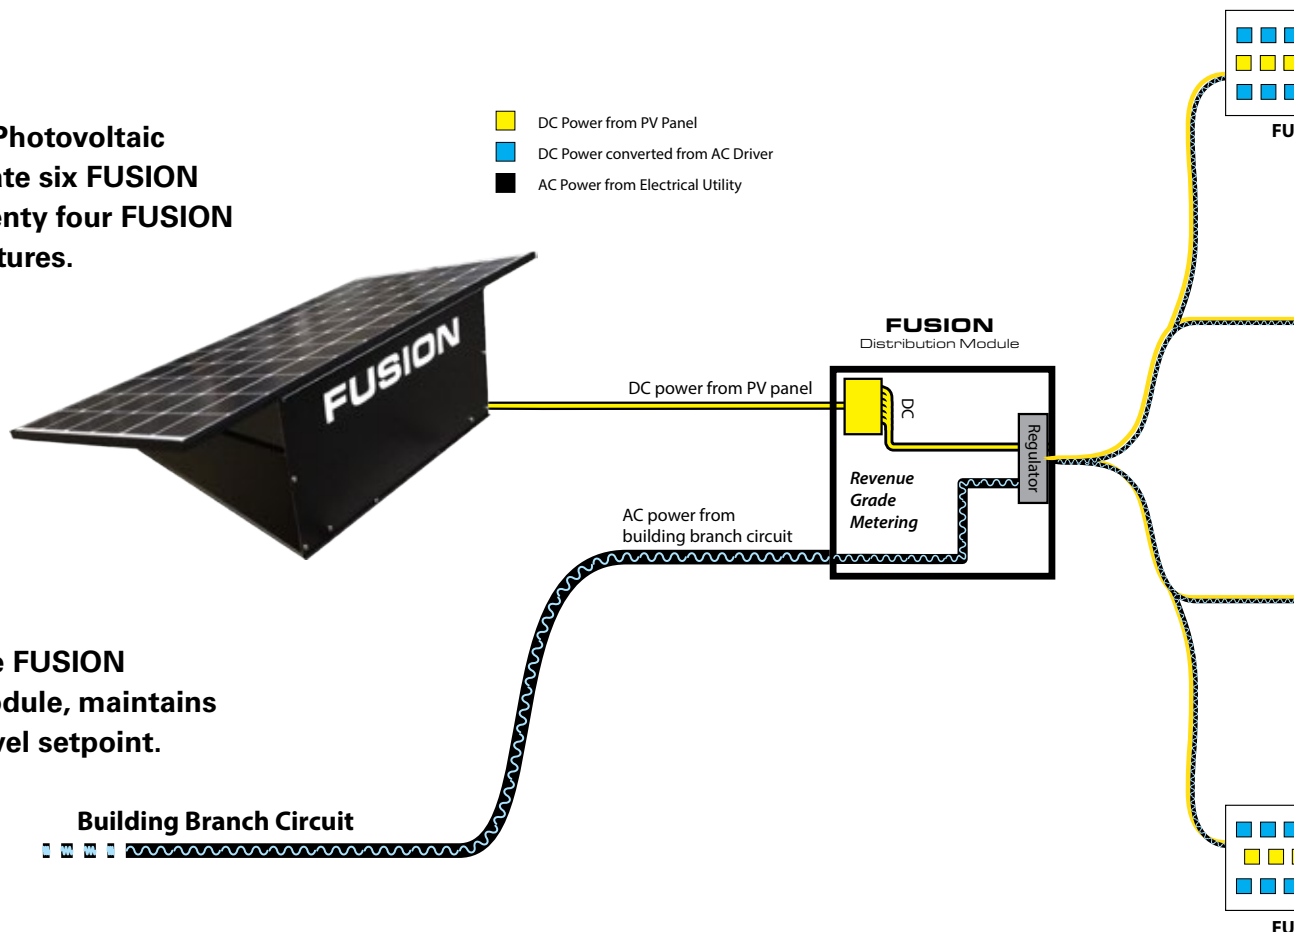 Photovoltaic
ate six FUSION
enty four FUSION
tures.
DC Power from PV Panel
DC Power converted from AC Driver
AC Power from Electrical Utility
FUSION
FUSION
Distribution Module
DC power from PV panel
DC
Regulator
Revenue
Grade
Metering
AC power from
building branch circuit
e FUSION
odule, maintains
vel setpoint.
Building Branch Circuit
FU
FU